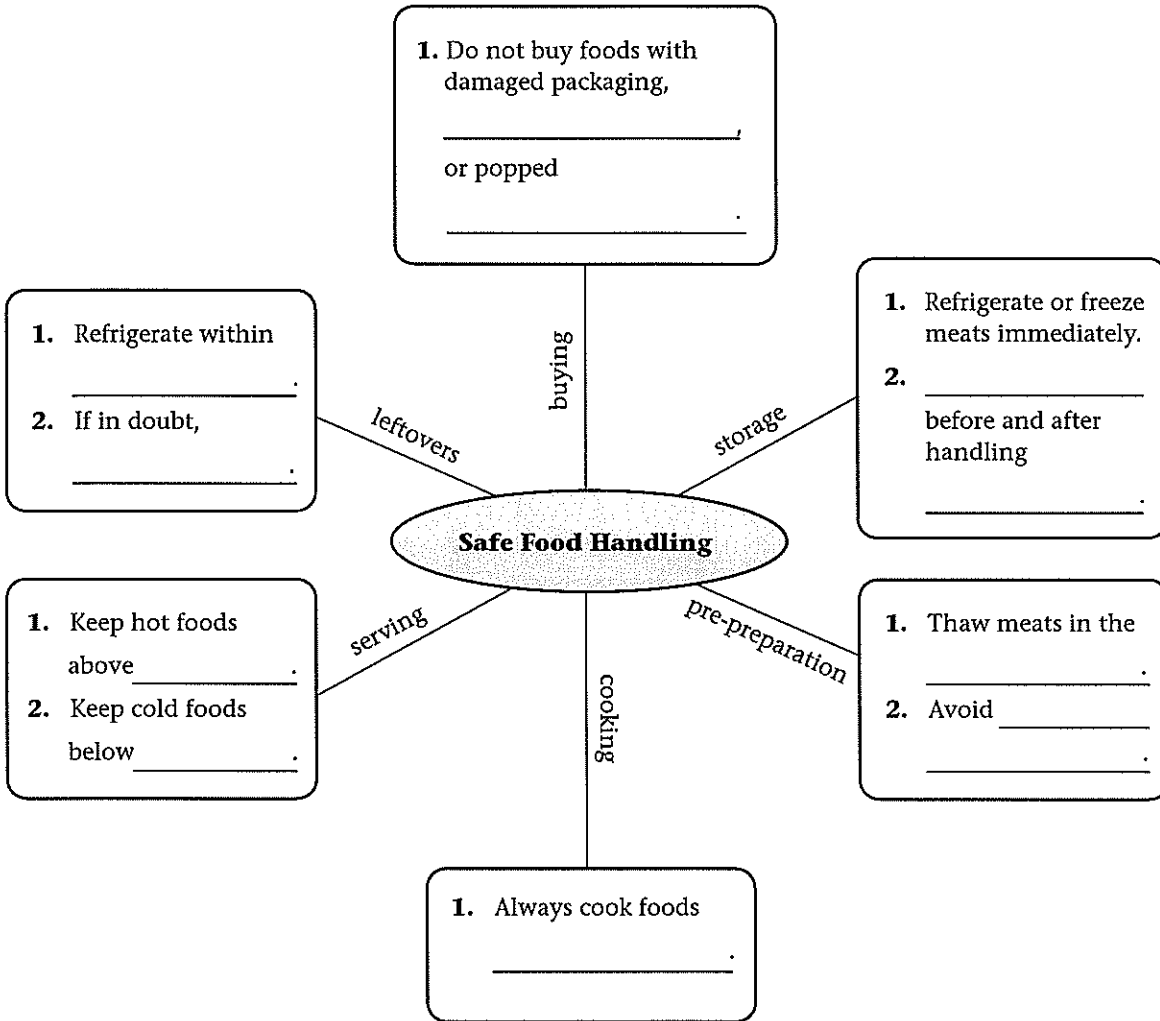 1. Do not buy foods with
damaged packaging,
,
or popped
.
1. Refrigerate within
.
2. If in doubt,
.
1. Refrigerate or freeze
meats immediately.
2.
before and after
handling
.
buying
leftovers
storage
Safe Food Handling
serving
cooking
pre-preparation
1. Keep hot foods
above .
2. Keep cold foods
below .
1. Thaw meats in the
.
2. Avoid
.
1. Always cook foods
.